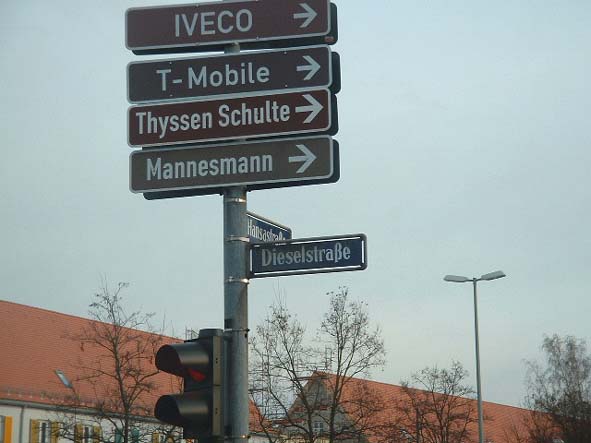 IVECO
T-Mobile
Thyssen Schulte
Mannesmann
Hansastraße
Dieselstraße